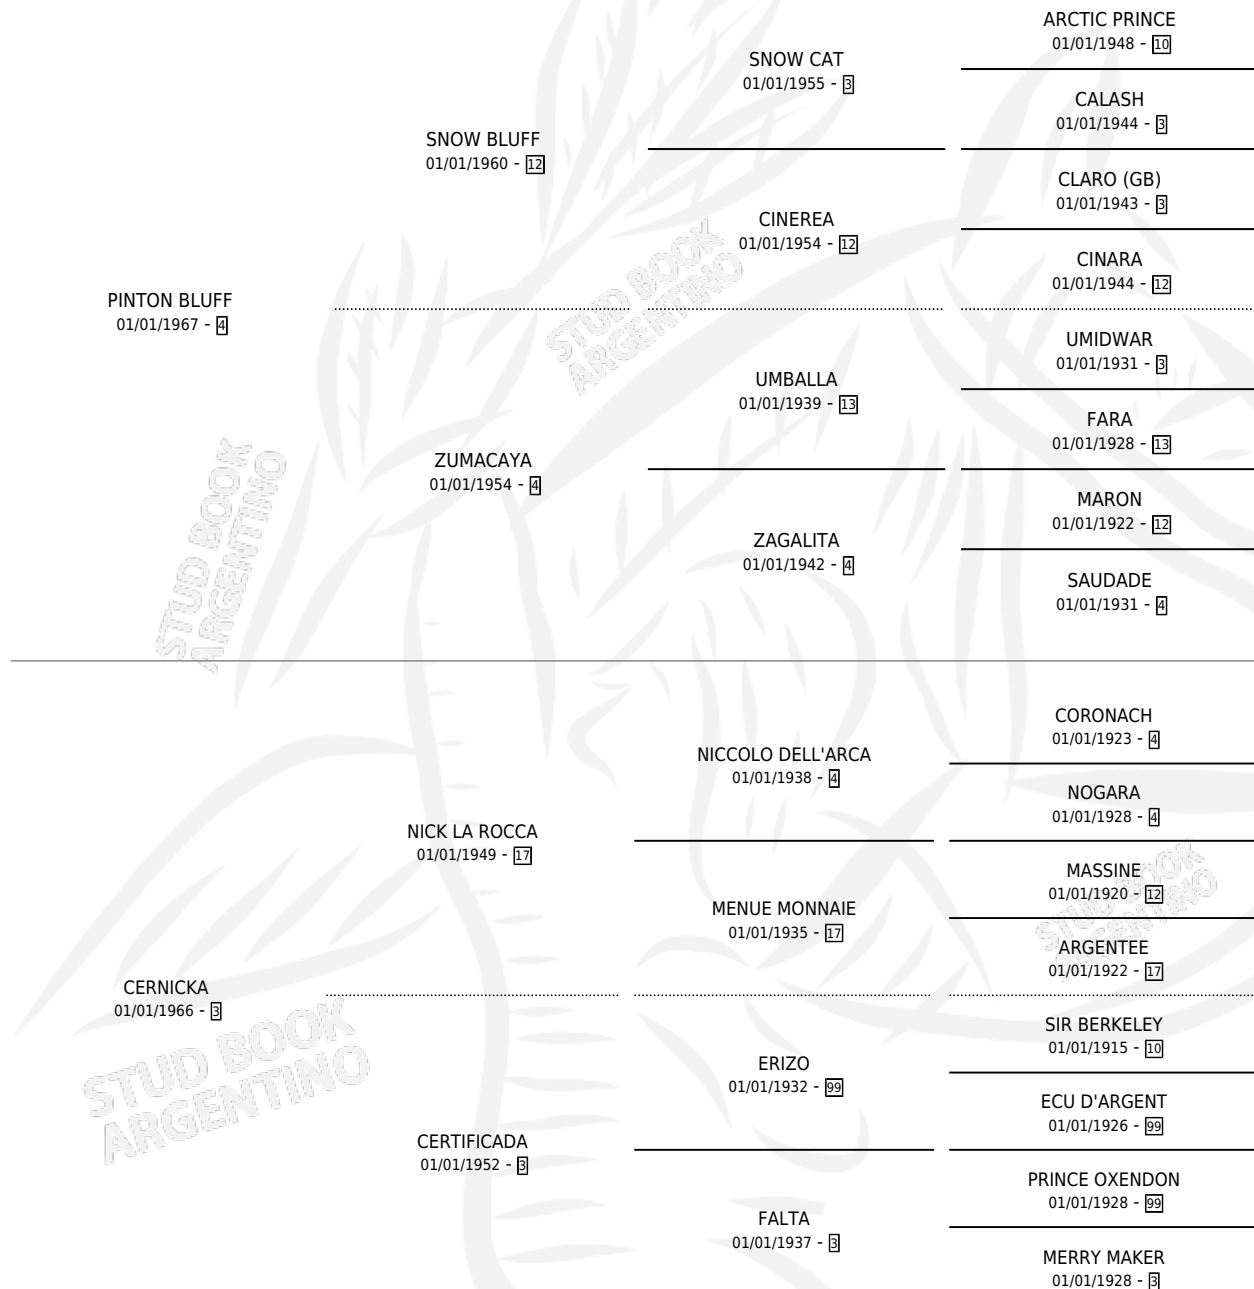 ARCTIC PRINCE
01/01/1948 - 10
SNOW CAT
01/01/1955 - 3
CALASH
01/01/1944 - 3
SNOW BLUFF
01/01/1960 - 12
CLARO (GB)
01/01/1943 - 3
CINEREA
01/01/1954 - 12
CINARA
01/01/1944 - 12
PINTON BLUFF
01/01/1967 - 4
UMIDWAR
01/01/1931 - 3
UMBALLA
01/01/1939 - 13
FARA
01/01/1928 - 13
ZUMACAYA
01/01/1954 - 4
MARON
01/01/1922 - 12
ZAGALITA
01/01/1942 - 4
SAUDADE
01/01/1931 - 4
CORONACH
01/01/1923 - 4
NICCOLO DELL'ARCA
01/01/1938 - 4
NOGARA
01/01/1928 - 4
NICK LA ROCCA
01/01/1949 - 17
MASSINE
01/01/1920 - 12
MENUE MONNAIE
01/01/1935 - 17
ARGENTEE
01/01/1922 - 17
CERNICKA
01/01/1966 - 3
SIR BERKELEY
01/01/1915 - 10
ERIZO
01/01/1932 - 99
ECU D'ARGENT
01/01/1926 - 99
CERTIFICADA
01/01/1952 - 3
PRINCE OXENDON
01/01/1928 - 99
FALTA
01/01/1937 - 3
MERRY MAKER
01/01/1928 - 3
STUD BOOK
ARGENTINO
STUD BOOK
ARGENTINO
STUD BOOK
ARGENTINO
STUD BOOK
ARGENTINO